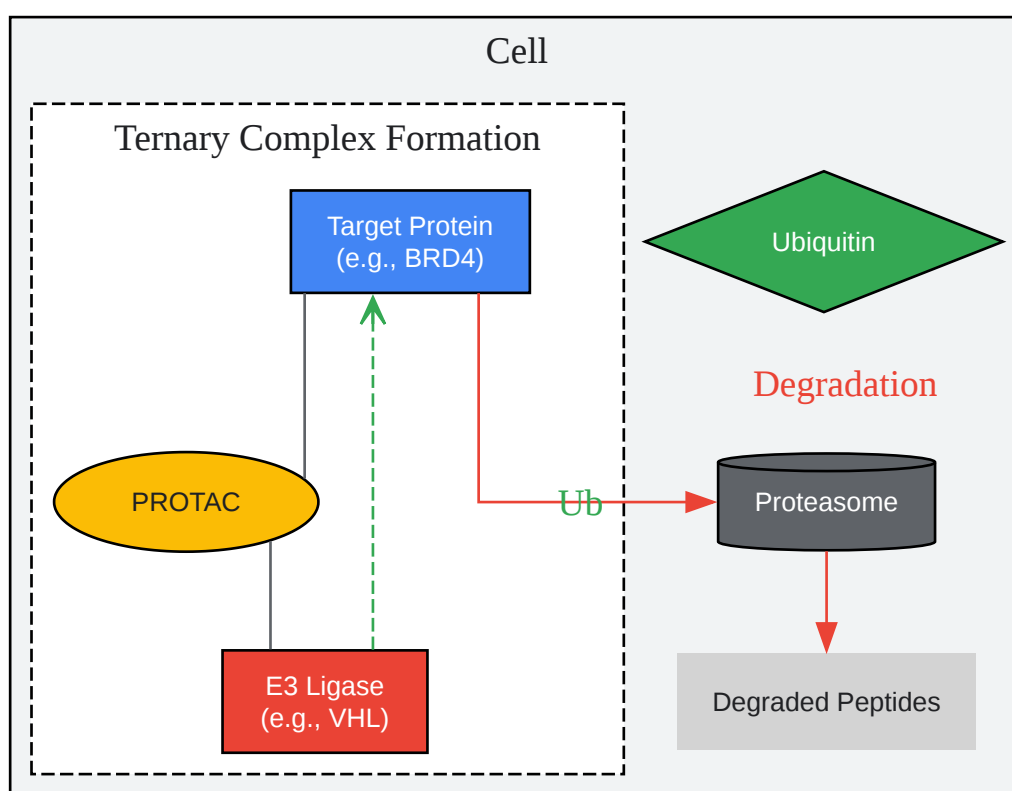 Cell
Ternary Complex Formation
Target Protein
(e.g., BRD4)
Ubiquitin
Degradation
PROTAC
Ub
Proteasome
E3 Ligase
(e.g., VHL)
Degraded Peptides